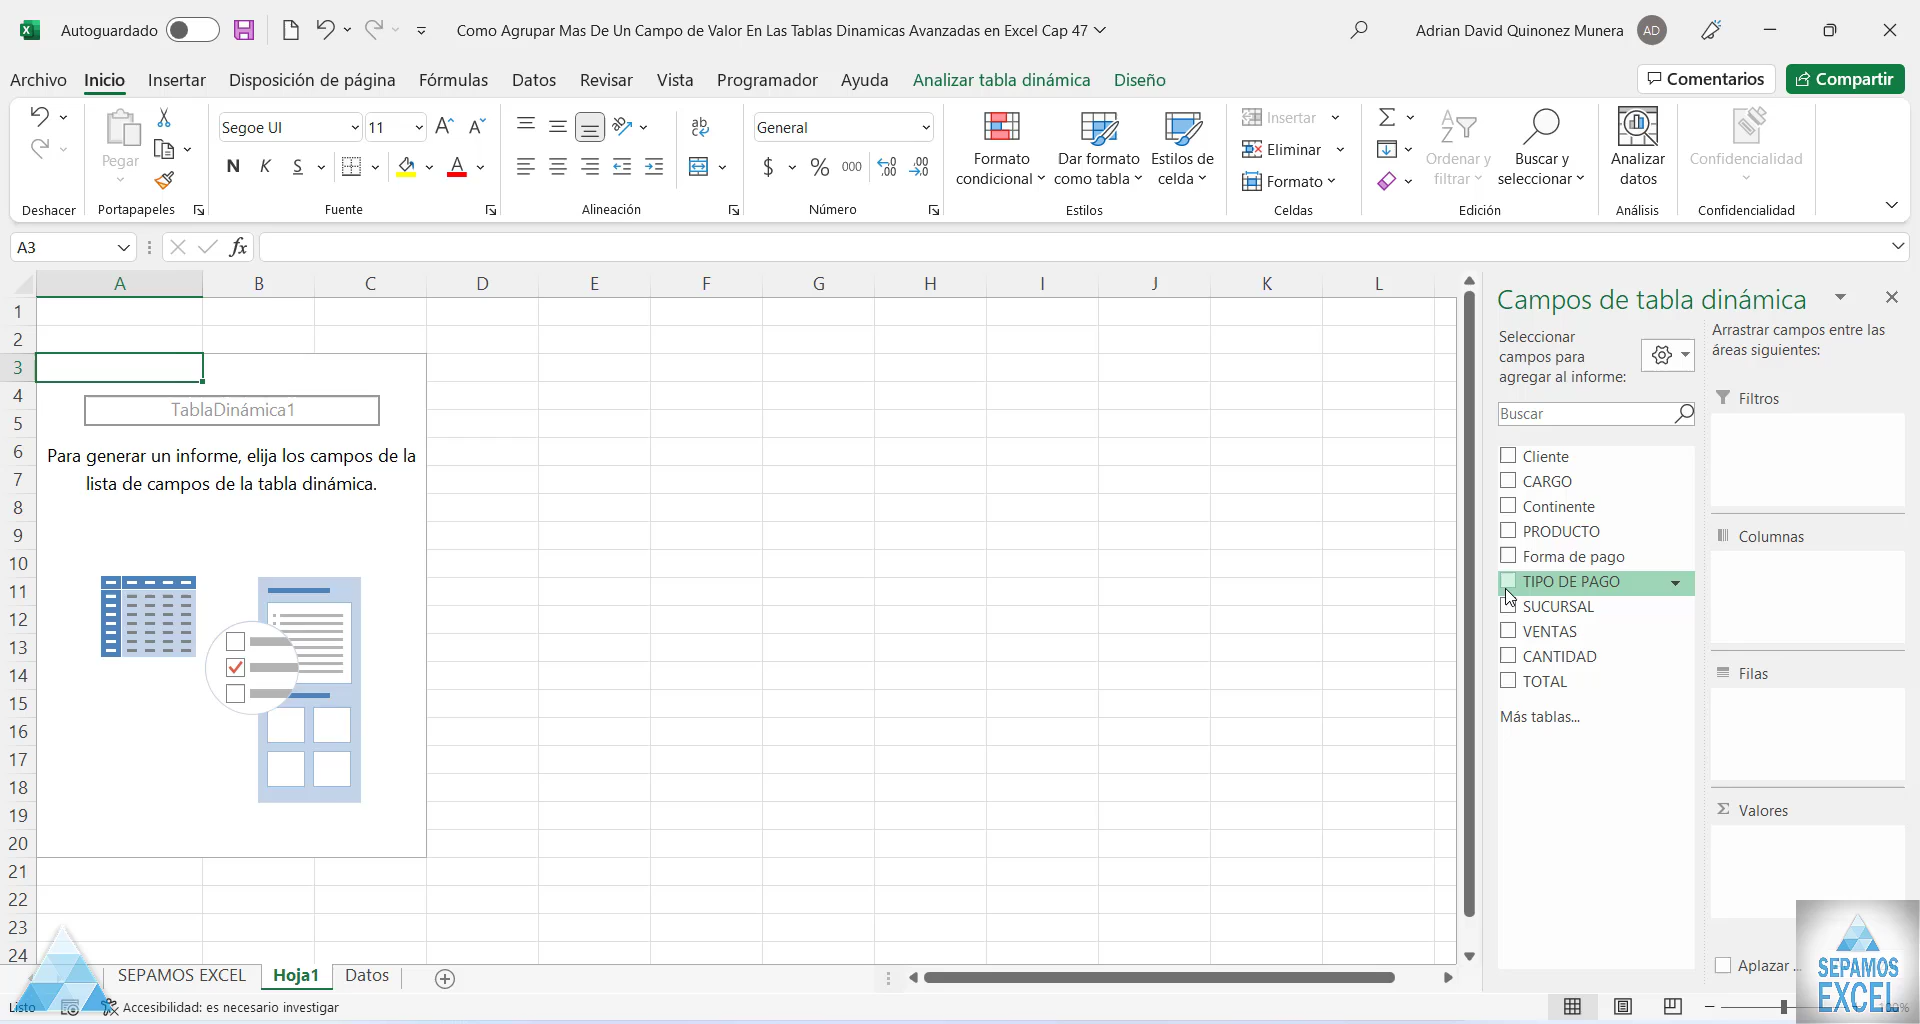 Autoguardado
Como Agrupar Mas De Un Campo de Valor En Las Tablas Dinamicas Avanzadas en Excel Cap 47
Adrian David Quinonez Munera AD
Archivo Inicio Insertar Disposición de página Fórmulas Datos Revisar Vista Programador Ayuda Analizar tabla dinámica Diseño
Comentarios Compartir
Segoe UI 11 General
Insertar
Eliminar
Formato
Pegar
N K S
$ % 000
Formato condicional
Dar formato como tabla
Estilos de celda
Ordenar y filtrar
Buscar y seleccionar
Analizar datos
Confidencialidad
Deshacer Portapapeles Fuente Alineación Número Estilos Celdas Edición Análisis Confidencialidad
A3 fx
A B C D E F G H I J K L
1
2
3
4
5
6
7
8
9
10
11
12
13
14
15
16
17
18
19
20
21
22
23
24
TablaDinámica1
Para generar un informe, elija los campos de la
lista de campos de la tabla dinámica.
Campos de tabla dinámica
Seleccionar
campos para
agregar al informe:
Buscar
Cliente
CARGO
Continente
PRODUCTO
Forma de pago
TIPO DE PAGO
SUCURSAL
VENTAS
CANTIDAD
TOTAL
Más tablas...
Arrastrar campos entre las
áreas siguientes:
Filtros
Columnas
Filas
Valores
Aplazar ...
SEPAMOS EXCEL Hoja1 Datos
Listo Accesibilidad: es necesario investigar
SEPAMOS
EXCEL